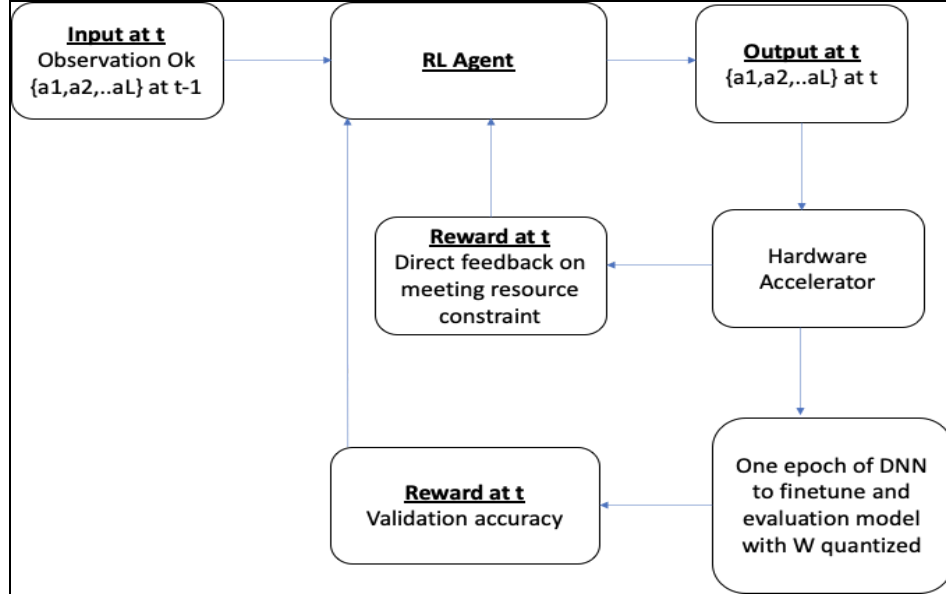 Input at t
Observation Ok
{a1,a2,..aL} at t-1
RL Agent
Output at t
{a1,a2,..aL} at t
Reward at t
Direct feedback on
meeting resource
constraint
Hardware
Accelerator
Reward at t
Validation accuracy
One epoch of DNN
to finetune and
evaluation model
with W quantized